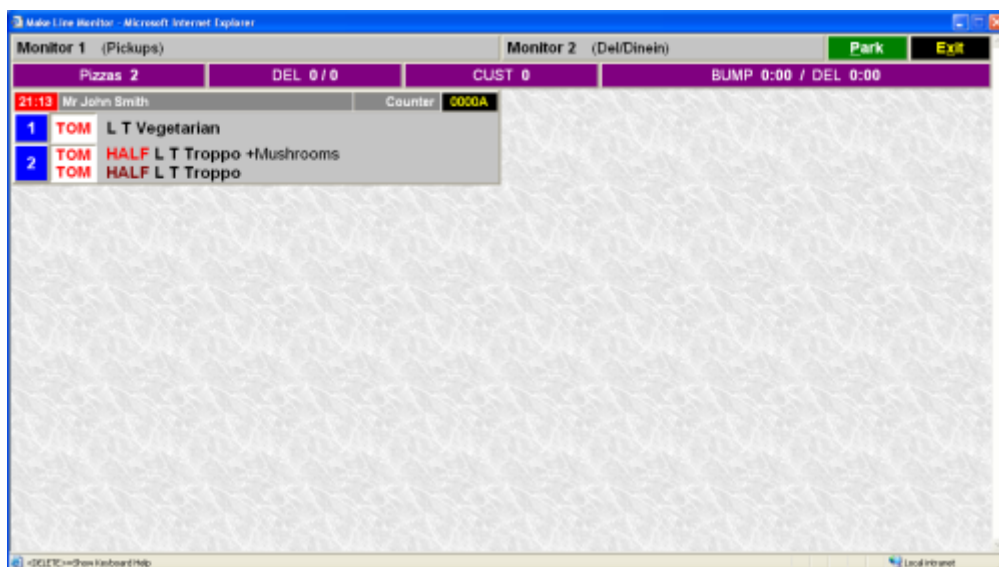 Make Line Monitor - Microsoft Internet Explorer
Monitor 1 (Pickups) Monitor 2 (Del/Dinein) Park Exit
Pizzas 2 DEL 0 / 0 CUST 0 BUMP 0:00 / DEL 0:00
21:13 Mr John Smith Counter 0000A
1 TOM L T Vegetarian
2 TOM HALF L T Troppo +Mushrooms
TOM HALF L T Troppo
<DELETE>=Show Keyboard Help Local intranet